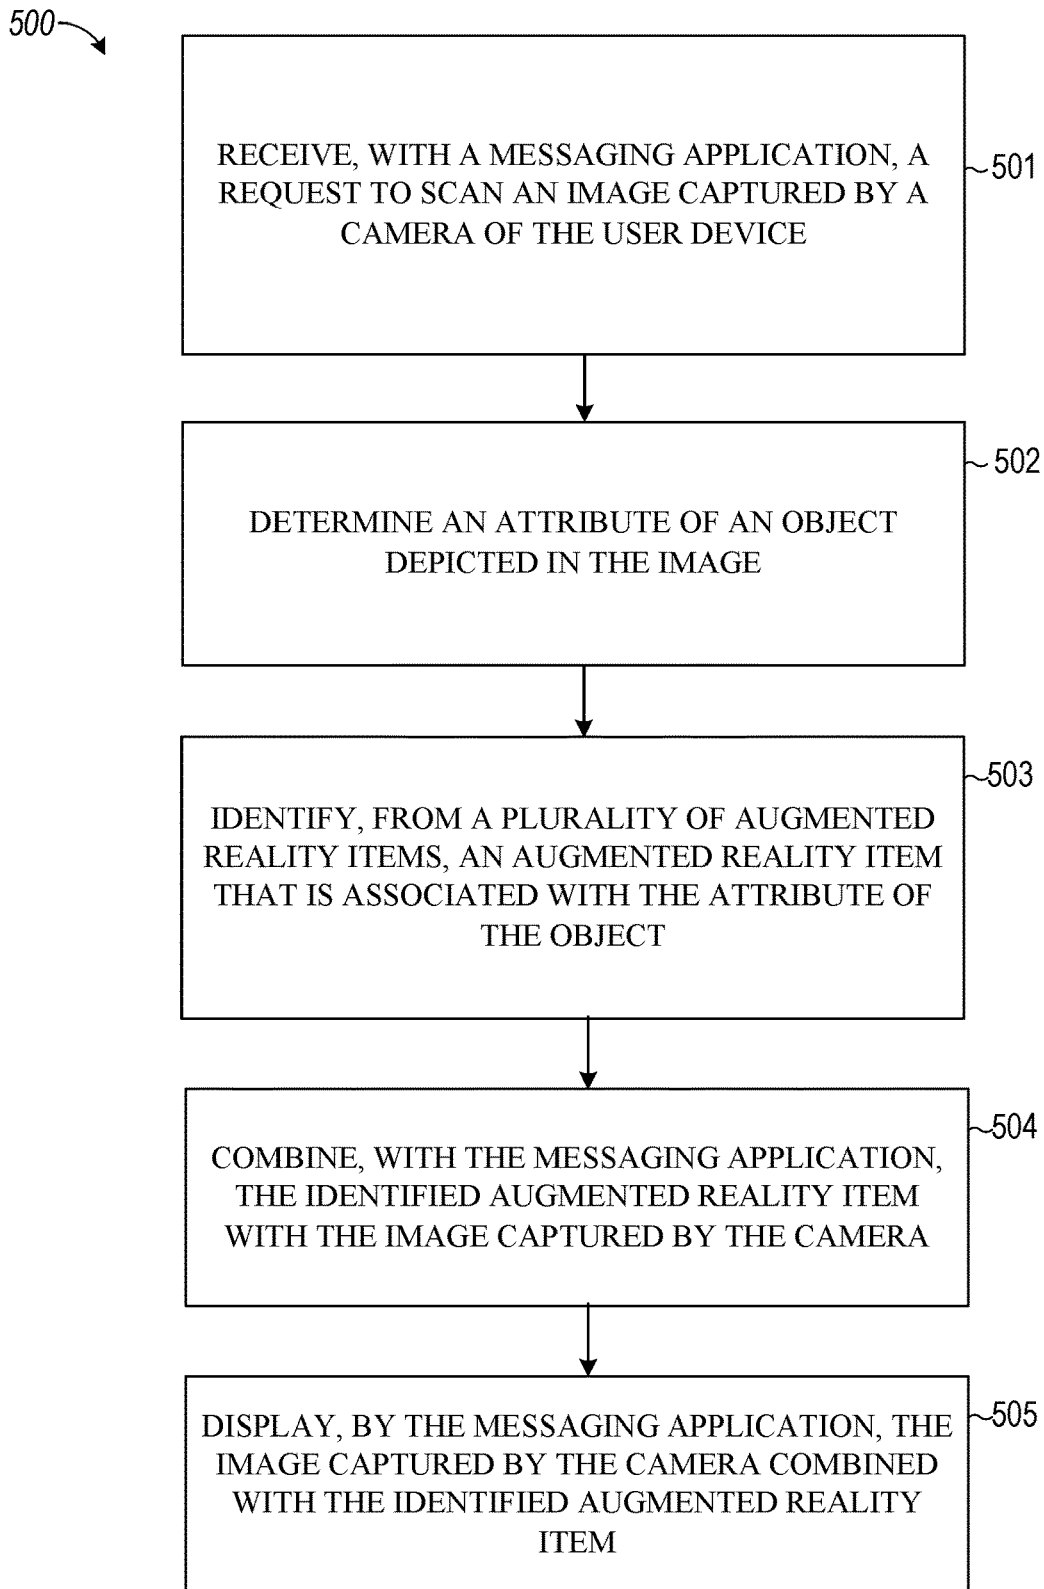 500
RECEIVE, WITH A MESSAGING APPLICATION, A
REQUEST TO SCAN AN IMAGE CAPTURED BY A
CAMERA OF THE USER DEVICE
501
DETERMINE AN ATTRIBUTE OF AN OBJECT
DEPICTED IN THE IMAGE
502
IDENTIFY, FROM A PLURALITY OF AUGMENTED
REALITY ITEMS, AN AUGMENTED REALITY ITEM
THAT IS ASSOCIATED WITH THE ATTRIBUTE OF
THE OBJECT
503
COMBINE, WITH THE MESSAGING APPLICATION,
THE IDENTIFIED AUGMENTED REALITY ITEM
WITH THE IMAGE CAPTURED BY THE CAMERA
504
DISPLAY, BY THE MESSAGING APPLICATION, THE
IMAGE CAPTURED BY THE CAMERA COMBINED
WITH THE IDENTIFIED AUGMENTED REALITY
ITEM
505